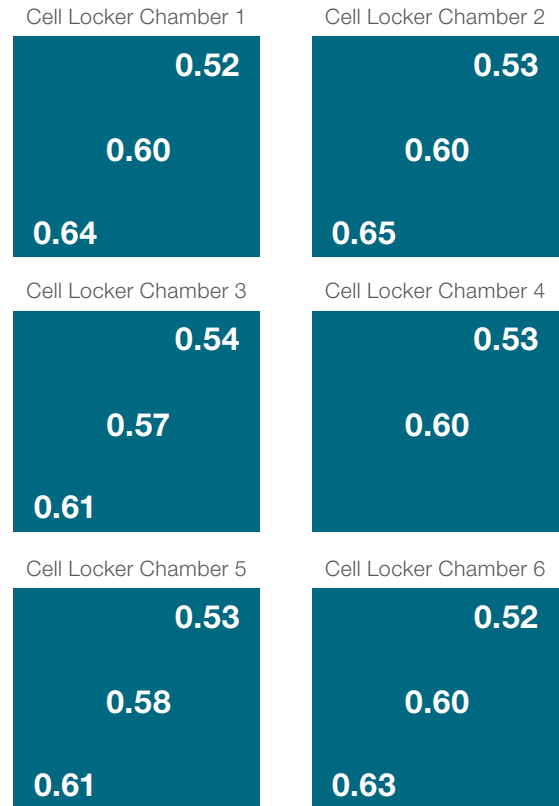 Cell Locker Chamber 1
0.52
0.60
0.64
Cell Locker Chamber 2
0.53
0.60
0.65
Cell Locker Chamber 3
0.54
0.57
0.61
Cell Locker Chamber 4
0.53
0.60
Cell Locker Chamber 5
0.53
0.58
0.61
Cell Locker Chamber 6
0.52
0.60
0.63